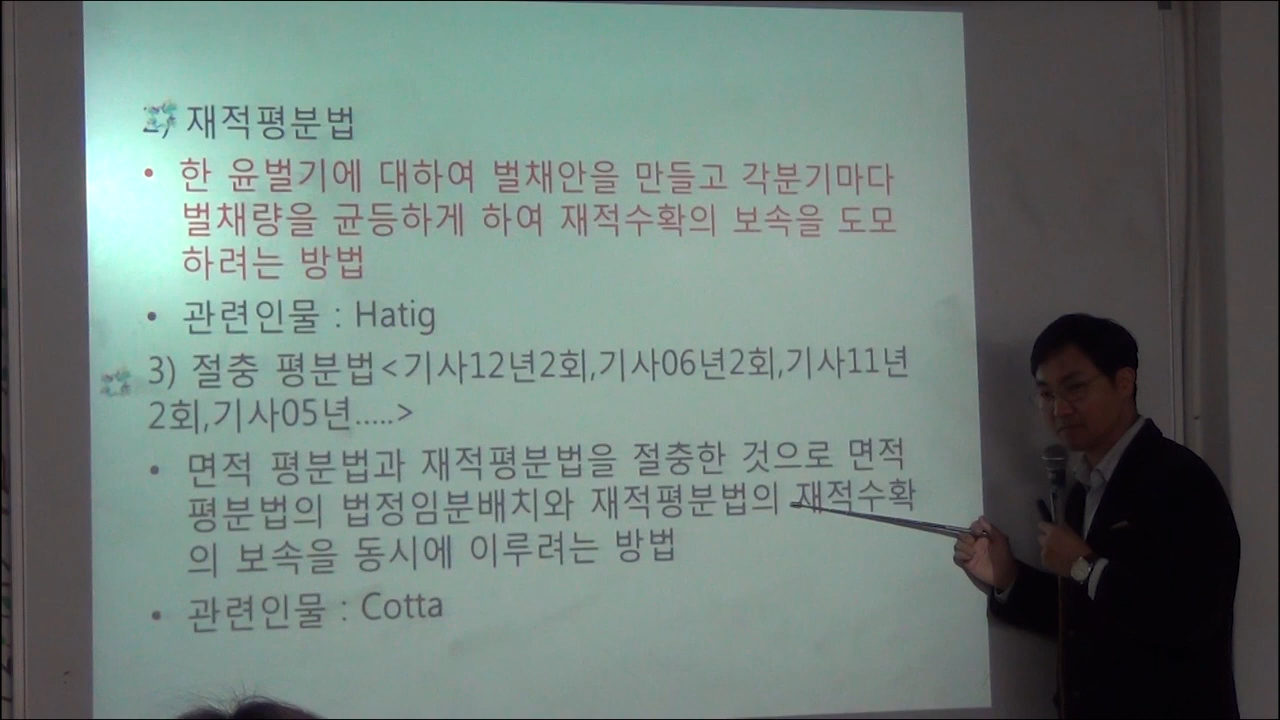 2) 재적평분법
• 한 윤벌기에 대하여 벌채안을 만들고 각분기마다
벌채량을 균등하게 하여 재적수확의 보속을 도모
하려는 방법
• 관련인물 : Hatig
3) 절충 평분법<기사12년2회,기사06년2회,기사11년
2회,기사05년.....>
• 면적 평분법과 재적평분법을 절충한 것으로 면적
평분법의 법정임분배치와 재적평분법의 재적수확
의 보속을 동시에 이루려는 방법
• 관련인물 : Cotta